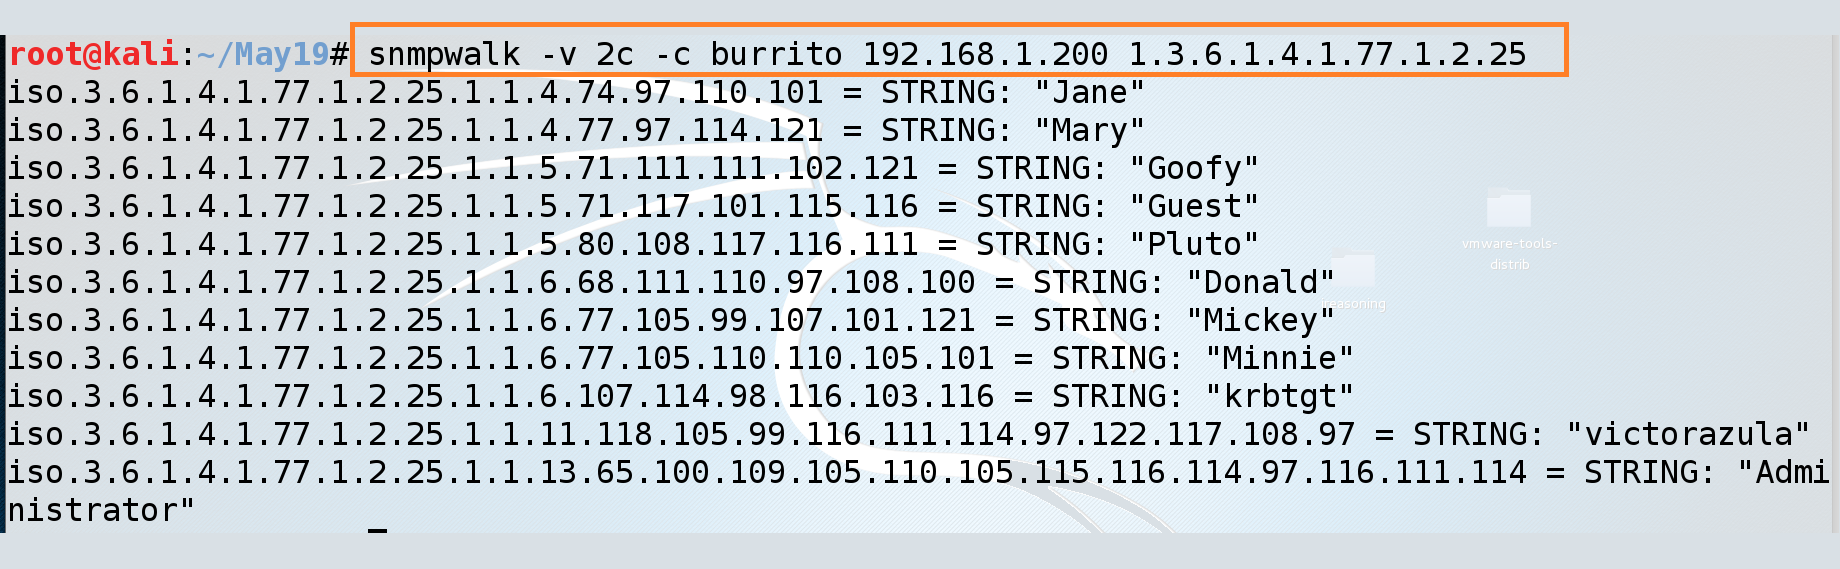 root@kali:~/May19# snmpwalk -v 2c -c burrito 192.168.1.200 1.3.6.1.4.1.77.1.2.25
iso.3.6.1.4.1.77.1.2.25.1.1.4.74.97.110.101 = STRING: "Jane"
iso.3.6.1.4.1.77.1.2.25.1.1.4.77.97.114.121 = STRING: "Mary"
iso.3.6.1.4.1.77.1.2.25.1.1.5.71.111.111.102.121 = STRING: "Goofy"
iso.3.6.1.4.1.77.1.2.25.1.1.5.71.117.101.115.116 = STRING: "Guest"
iso.3.6.1.4.1.77.1.2.25.1.1.5.80.108.117.116.111 = STRING: "Pluto"
iso.3.6.1.4.1.77.1.2.25.1.1.6.68.111.110.97.108.100 = STRING: "Donald"
iso.3.6.1.4.1.77.1.2.25.1.1.6.77.105.99.107.101.121 = STRING: "Mickey"
iso.3.6.1.4.1.77.1.2.25.1.1.6.77.105.110.110.105.101 = STRING: "Minnie"
iso.3.6.1.4.1.77.1.2.25.1.1.6.107.114.98.116.103.116 = STRING: "krbtgt"
iso.3.6.1.4.1.77.1.2.25.1.1.11.118.105.99.116.111.114.97.122.117.108.97 = STRING: "victorazula"
iso.3.6.1.4.1.77.1.2.25.1.1.13.65.100.109.105.110.105.115.116.114.97.116.111.114 = STRING: "Admi
nistrator"
vmware-tools-
distrib
ireasoning